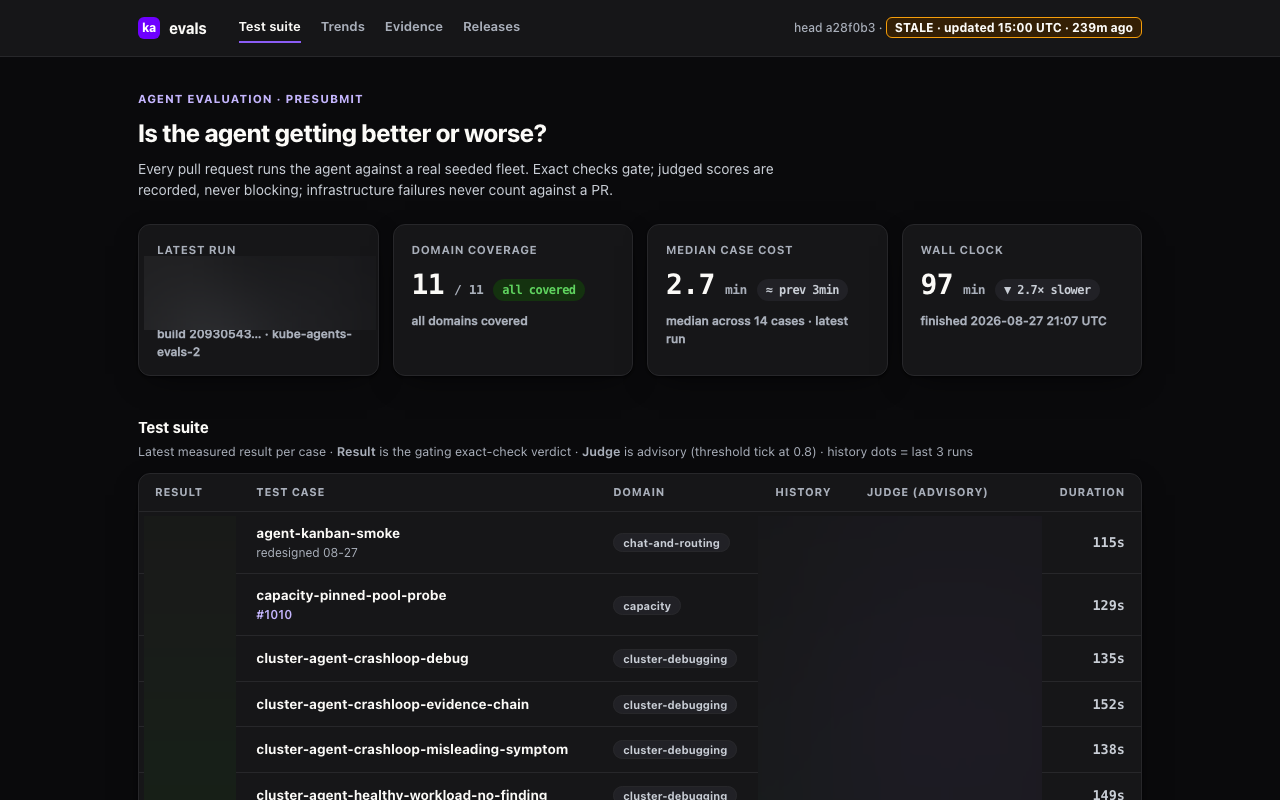 ka evals Test suite Trends Evidence Releases head a28f0b3 · STALE · updated 15:00 UTC · 239m ago
AGENT EVALUATION · PRESUBMIT
Is the agent getting better or worse?
Every pull request runs the agent against a real seeded fleet. Exact checks gate; judged scores are
recorded, never blocking; infrastructure failures never count against a PR.
LATEST RUN
build 20930543… · kube-agents-
evals-2
DOMAIN COVERAGE
11 / 11 all covered
all domains covered
MEDIAN CASE COST
2.7 min ≈ prev 3min
median across 14 cases · latest
run
WALL CLOCK
97 min ▼ 2.7× slower
finished 2026-08-27 21:07 UTC
Test suite
Latest measured result per case · Result is the gating exact-check verdict · Judge is advisory (threshold tick at 0.8) · history dots = last 3 runs
RESULT TEST CASE DOMAIN HISTORY JUDGE (ADVISORY) DURATION
agent-kanban-smoke chat-and-routing 115s
redesigned 08-27
capacity-pinned-pool-probe capacity 129s
#1010
cluster-agent-crashloop-debug cluster-debugging 135s
cluster-agent-crashloop-evidence-chain cluster-debugging 152s
cluster-agent-crashloop-misleading-symptom cluster-debugging 138s
cluster-agent-healthy-workload-no-finding cluster-debugging 149s